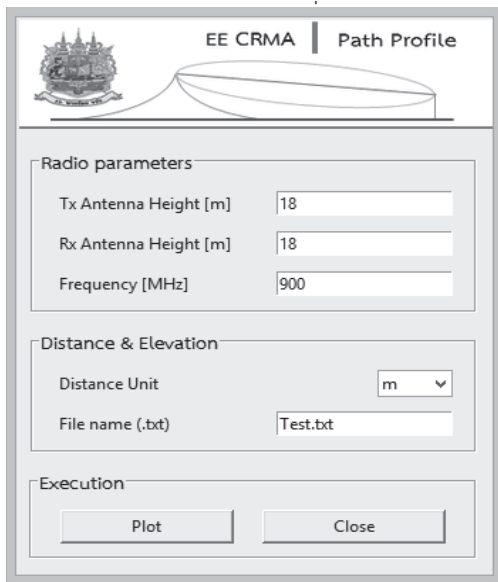 EE CRMA | Path Profile
Radio parameters
Tx Antenna Height [m] 18
Rx Antenna Height [m] 18
Frequency [MHz] 900
Distance & Elevation
Distance Unit m
File name (.txt) Test.txt
Execution
Plot Close